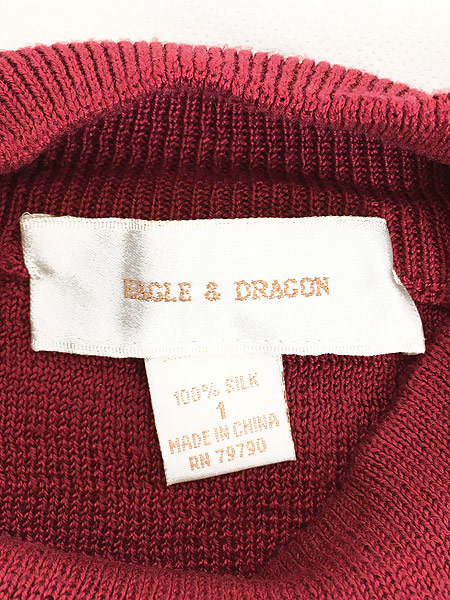 EAGLE & DRAGON
100% SILK
1
MADE IN CHINA
RN 79790